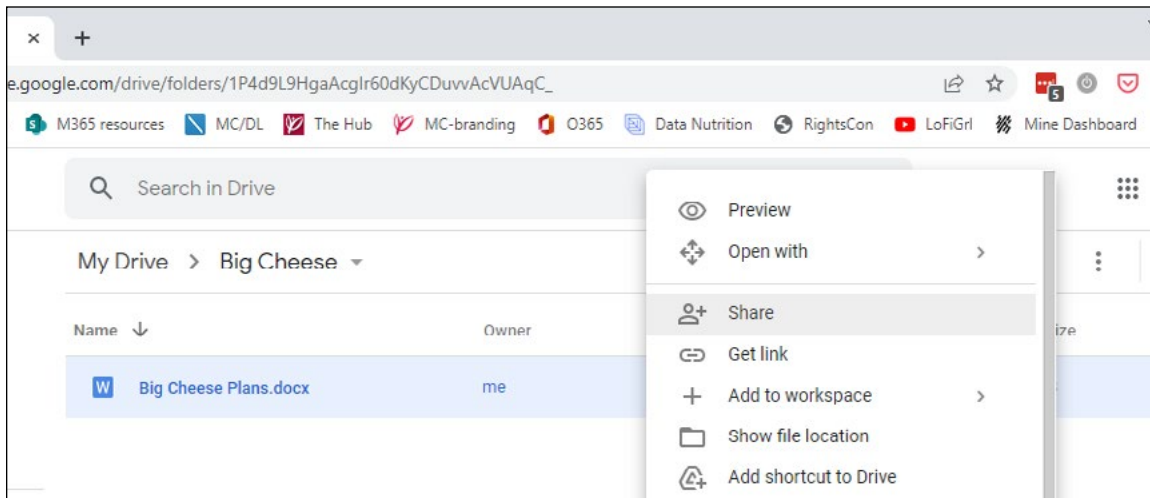 e.google.com/drive/folders/1P4d9L9HgaAcglr60dKyCDuvvAcVUAqC_
5
M365 resources MC/DL The Hub MC-branding O365 Data Nutrition RightsCon LoFiGrl Mine Dashboard
Search in Drive
My Drive > Big Cheese
Name Owner ize
W Big Cheese Plans.docx me
Preview
Open with
Share
Get link
Add to workspace
Show file location
Add shortcut to Drive